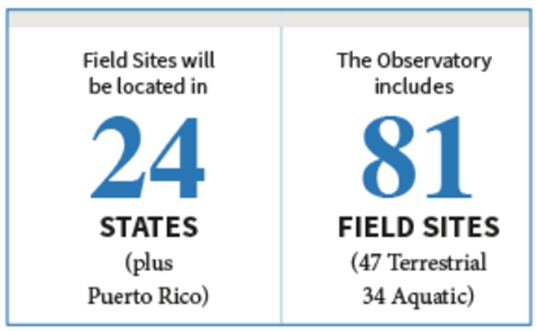 Field Sites will
be located in
24
STATES
(plus
Puerto Rico)
The Observatory
includes
81
FIELD SITES
(47 Terrestrial
34 Aquatic)